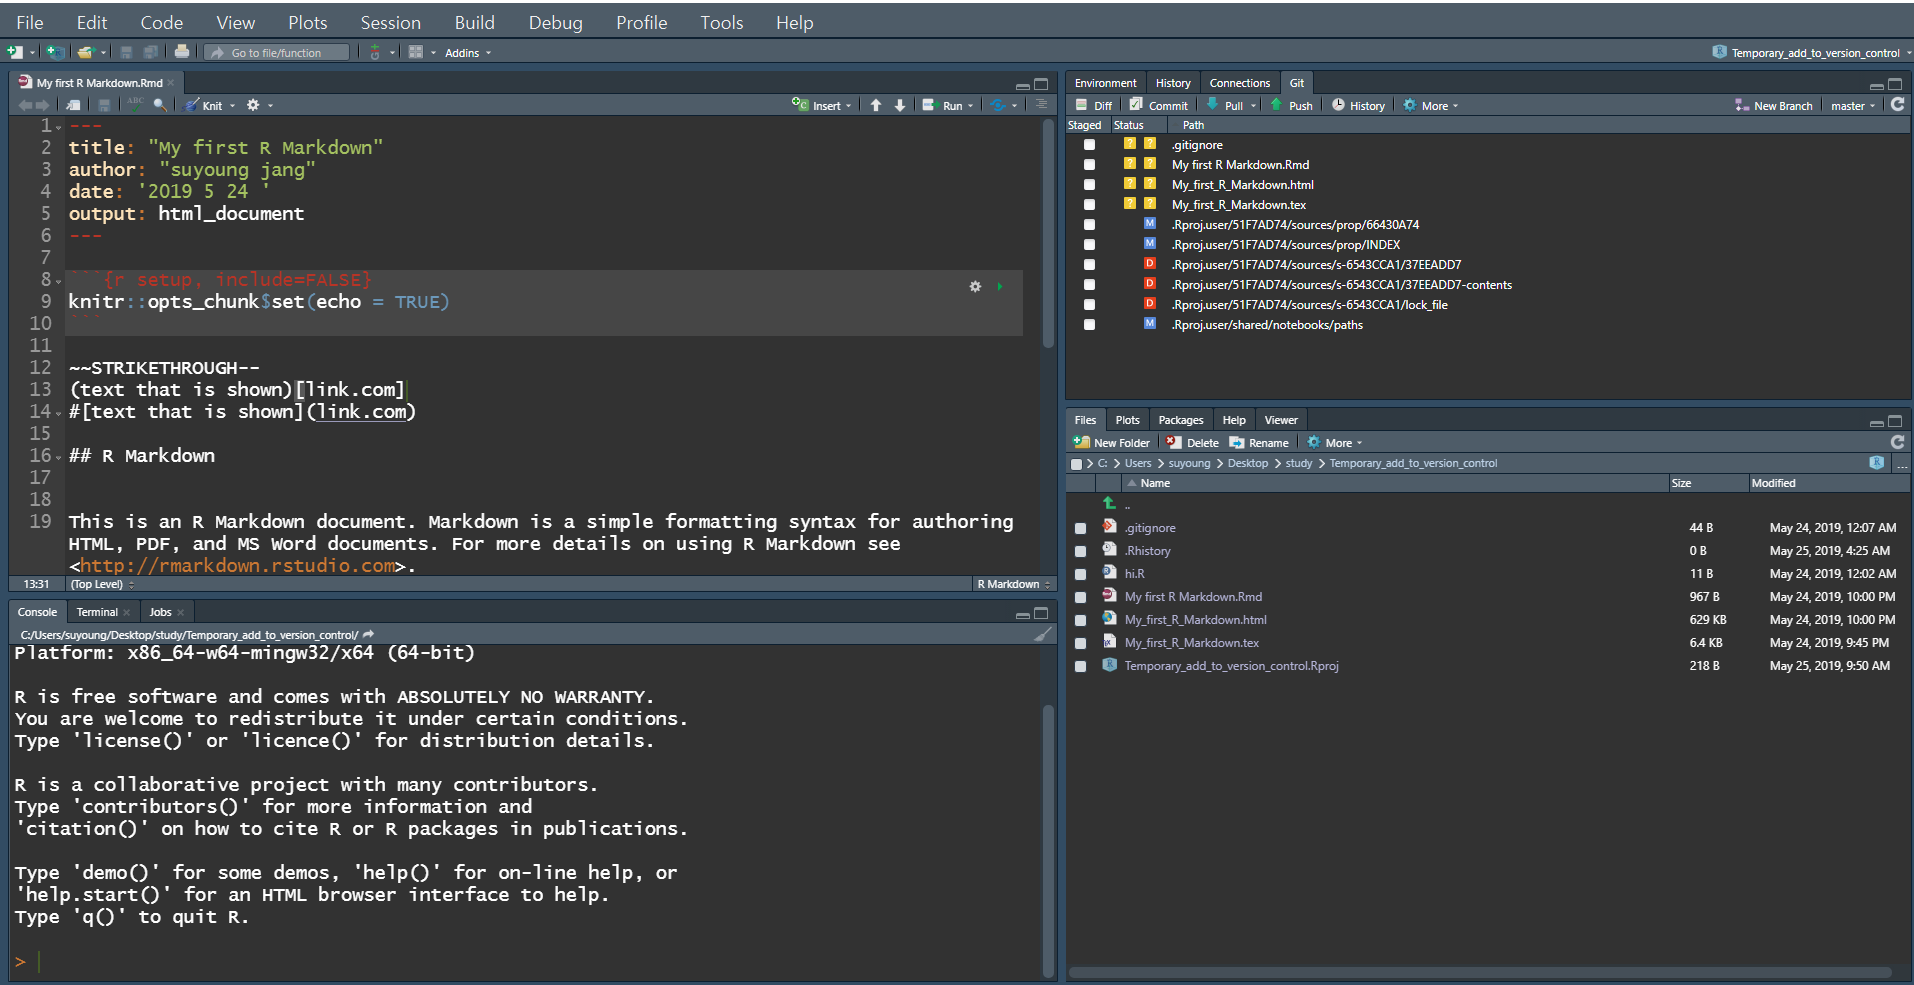 File Edit Code View Plots Session Build Debug Profile Tools Help
Go to file/function Addins Temporary_add_to_version_control
My first R Markdown.Rmd
ABC Knit Insert Run
1 ---
2 title: "My first R Markdown"
3 author: "suyoung jang"
4 date: '2019 5 24 '
5 output: html_document
6 ---
7
8 ```{r setup, include=FALSE}
9 knitr::opts_chunk$set(echo = TRUE)
10 ```
11
12 ~~STRIKETHROUGH--
13 (text that is shown)[link.com]
14 #[text that is shown](link.com)
15
16 ## R Markdown
17
18
19 This is an R Markdown document. Markdown is a simple formatting syntax for authoring
HTML, PDF, and MS Word documents. For more details on using R Markdown see
<http://rmarkdown.rstudio.com>.
13:31 (Top Level) R Markdown
Console Terminal Jobs
C:/Users/suyoung/Desktop/study/Temporary_add_to_version_control/
Platform: x86_64-w64-mingw32/x64 (64-bit)
R is free software and comes with ABSOLUTELY NO WARRANTY.
You are welcome to redistribute it under certain conditions.
Type 'license()' or 'licence()' for distribution details.
R is a collaborative project with many contributors.
Type 'contributors()' for more information and
'citation()' on how to cite R or R packages in publications.
Type 'demo()' for some demos, 'help()' for on-line help, or
'help.start()' for an HTML browser interface to help.
Type 'q()' to quit R.
>
Environment History Connections Git
Diff Commit Pull Push History More New Branch master
Staged Status Path
? ? .gitignore
? ? My first R Markdown.Rmd
? ? My_first_R_Markdown.html
? ? My_first_R_Markdown.tex
M .Rproj.user/51F7AD74/sources/prop/66430A74
M .Rproj.user/51F7AD74/sources/prop/INDEX
D .Rproj.user/51F7AD74/sources/s-6543CCA1/37EEADD7
D .Rproj.user/51F7AD74/sources/s-6543CCA1/37EEADD7-contents
D .Rproj.user/51F7AD74/sources/s-6543CCA1/lock_file
M .Rproj.user/shared/notebooks/paths
Files Plots Packages Help Viewer
New Folder Delete Rename More
C: > Users > suyoung > Desktop > study > Temporary_add_to_version_control ...
Name Size Modified
..
.gitignore 44 B May 24, 2019, 12:07 AM
.Rhistory 0 B May 25, 2019, 4:25 AM
hi.R 11 B May 24, 2019, 12:02 AM
My first R Markdown.Rmd 967 B May 24, 2019, 10:00 PM
My_first_R_Markdown.html 629 KB May 24, 2019, 10:00 PM
My_first_R_Markdown.tex 6.4 KB May 24, 2019, 9:45 PM
Temporary_add_to_version_control.Rproj 218 B May 25, 2019, 9:50 AM